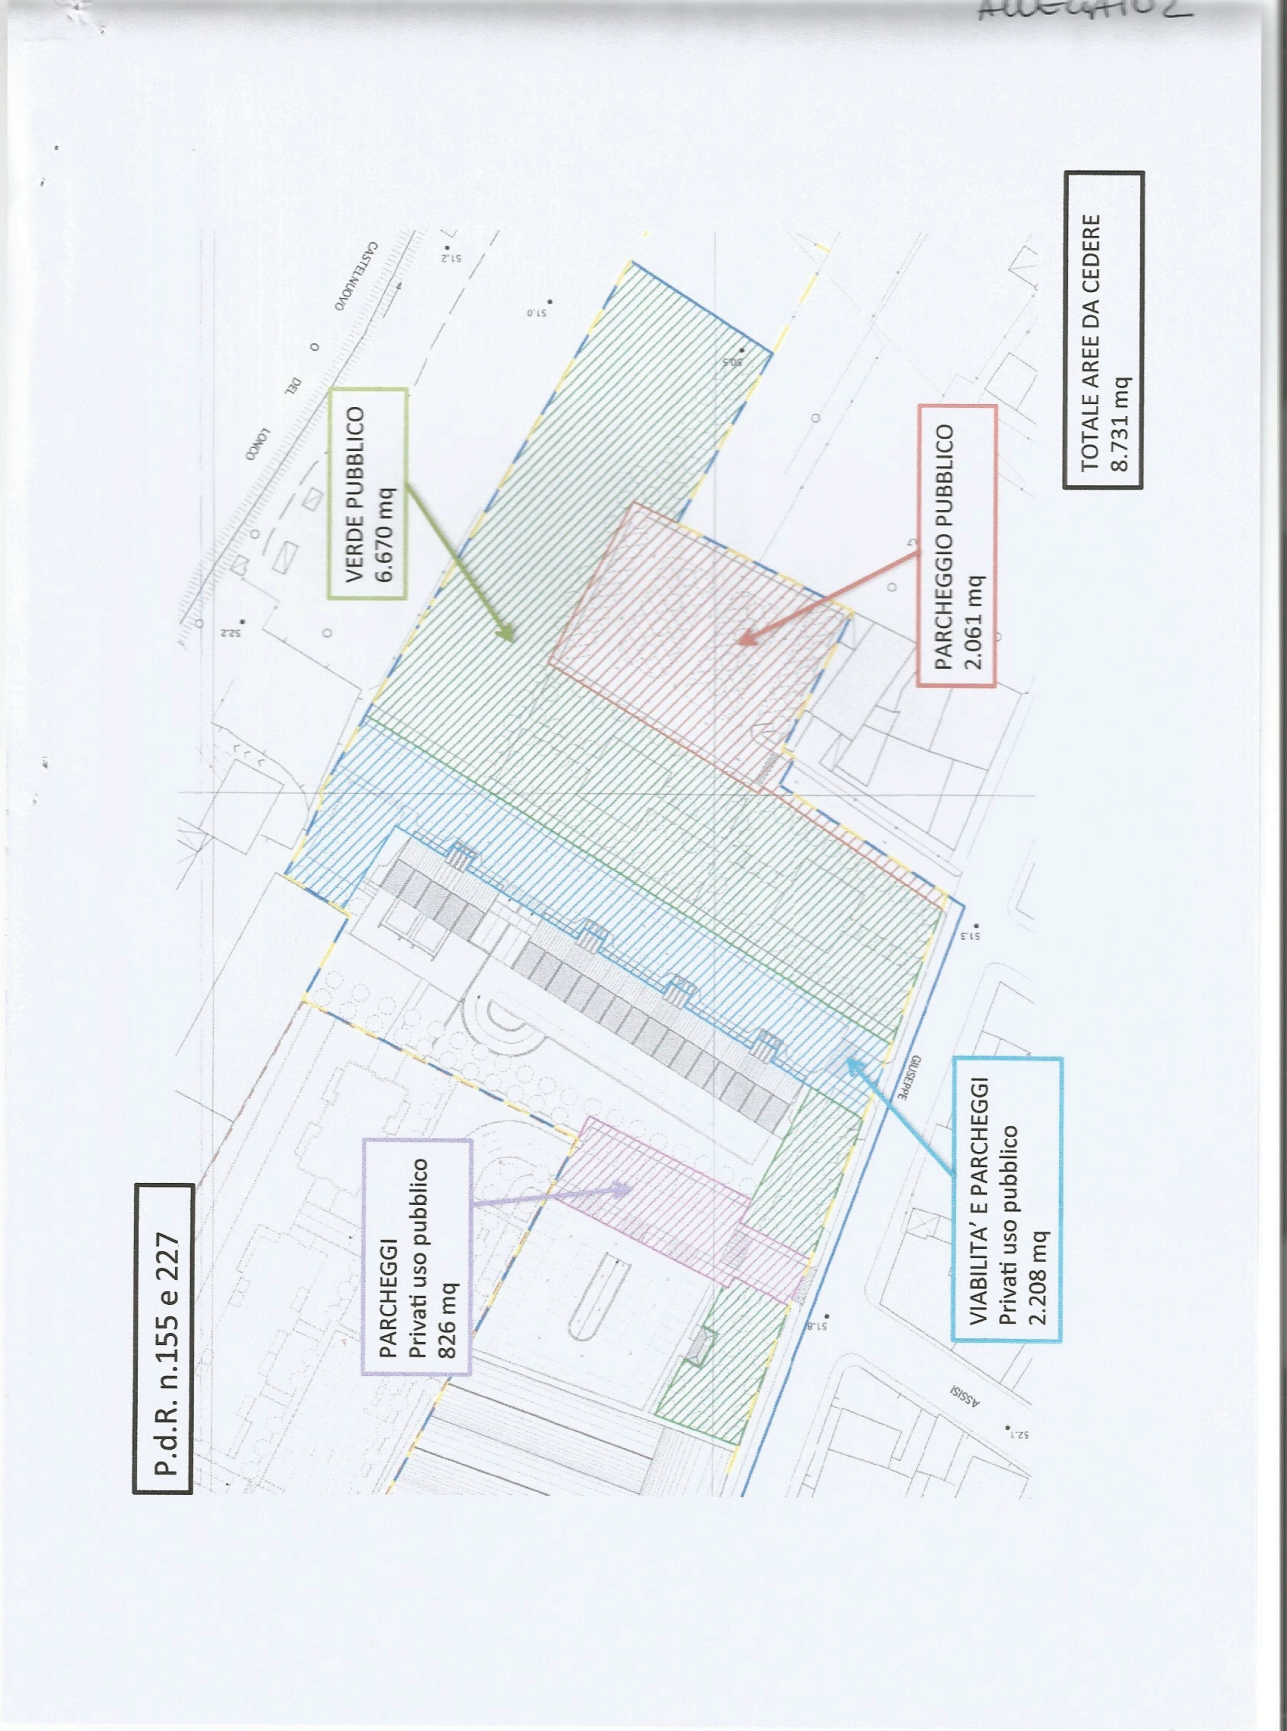 ALLEGATO 2
P.d.R. n.155 e 227
VERDE PUBBLICO
6.670 mq
PARCHEGGI
Privati uso pubblico
826 mq
PARCHEGGIO PUBBLICO
2.061 mq
VIABILITA’ E PARCHEGGI
Privati uso pubblico
2.208 mq
TOTALE AREE DA CEDERE
8.731 mq
LONCO
DEL
CASTELNUOVO
GIUSEPPE
ASSISI
51.2
51.0
50.5
52.2
51.3
51.8
52.1